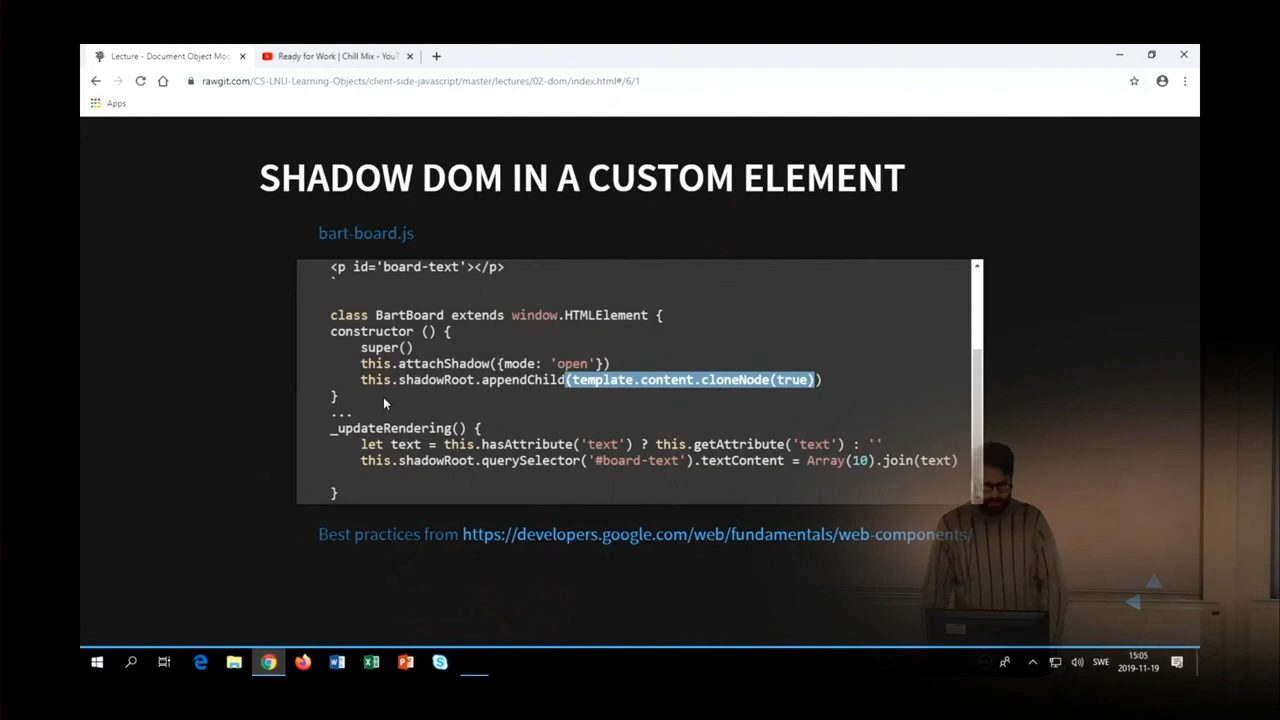 Lecture - Document Object Mo
Ready for Work | Chill Mix - YouT
rawgit.com/CS-LNU-Learning-Objects/client-side-javascript/master/lectures/02-dom/index.html#/6/1
Apps
SHADOW DOM IN A CUSTOM ELEMENT
bart-board.js
<p id='board-text'></p>
`
class BartBoard extends window.HTMLElement {
constructor () {
super()
this.attachShadow({mode: 'open'})
this.shadowRoot.appendChild(template.content.cloneNode(true))
}
...
_updateRendering() {
let text = this.hasAttribute('text') ? this.getAttribute('text') : ''
this.shadowRoot.querySelector('#board-text').textContent = Array(10).join(text)
}
Best practices from https://developers.google.com/web/fundamentals/web-components/
SWE
15:05
2019-11-19